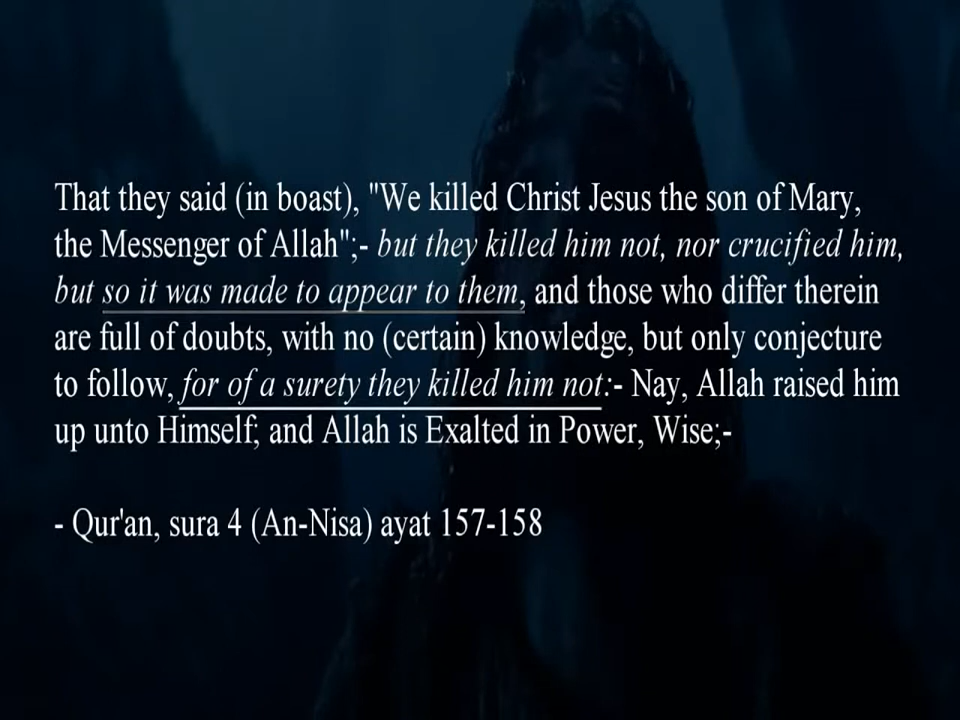 That they said (in boast), "We killed Christ Jesus the son of Mary,
the Messenger of Allah";- but they killed him not, nor crucified him,
but so it was made to appear to them, and those who differ therein
are full of doubts, with no (certain) knowledge, but only conjecture
to follow, for of a surety they killed him not:- Nay, Allah raised him
up unto Himself; and Allah is Exalted in Power, Wise;-
- Qur'an, sura 4 (An-Nisa) ayat 157-158